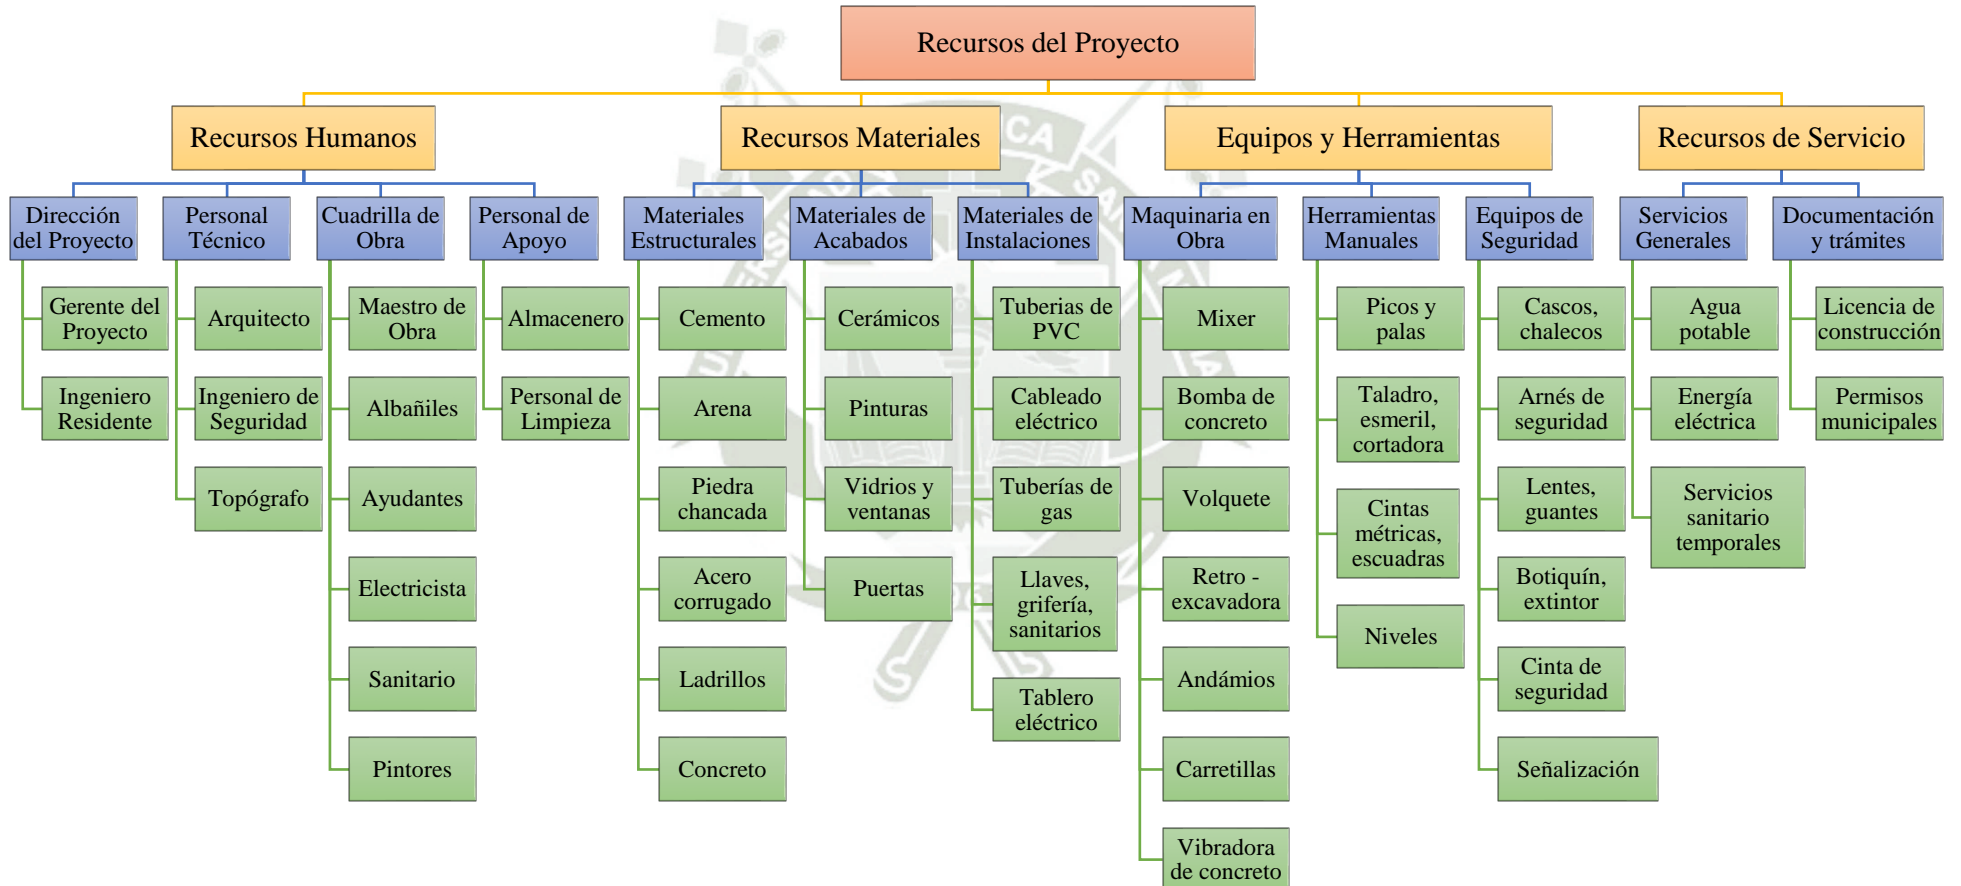 Recursos del Proyecto
Recursos Humanos
Recursos Materiales
Equipos y Herramientas
Recursos de Servicio
Dirección
del Proyecto
Personal
Técnico
Cuadrilla de
Obra
Personal de
Apoyo
Materiales
Estructurales
Materiales de
Acabados
Materiales de
Instalaciones
Maquinaria en
Obra
Herramientas
Manuales
Equipos de
Seguridad
Servicios
Generales
Documentación
y trámites
Gerente del
Proyecto
Ingeniero
Residente
Arquitecto
Ingeniero de
Seguridad
Topógrafo
Maestro de
Obra
Albañiles
Ayudantes
Electricista
Sanitario
Pintores
Almacenero
Personal de
Limpieza
Cemento
Arena
Piedra
chancada
Acero
corrugado
Ladrillos
Concreto
Cerámicos
Pinturas
Vidrios y
ventanas
Puertas
Tuberias de
PVC
Cableado
eléctrico
Tuberías de
gas
Llaves,
grifería,
sanitarios
Tablero
eléctrico
Mixer
Bomba de
concreto
Volquete
Retro -
excavadora
Andámios
Carretillas
Vibradora
de concreto
Picos y
palas
Taladro,
esmeril,
cortadora
Cintas
métricas,
escuadras
Niveles
Cascos,
chalecos
Arnés de
seguridad
Lentes,
guantes
Botiquín,
extintor
Cinta de
seguridad
Señalización
Agua
potable
Energía
eléctrica
Servicios
sanitario
temporales
Licencia de
construcción
Permisos
municipales